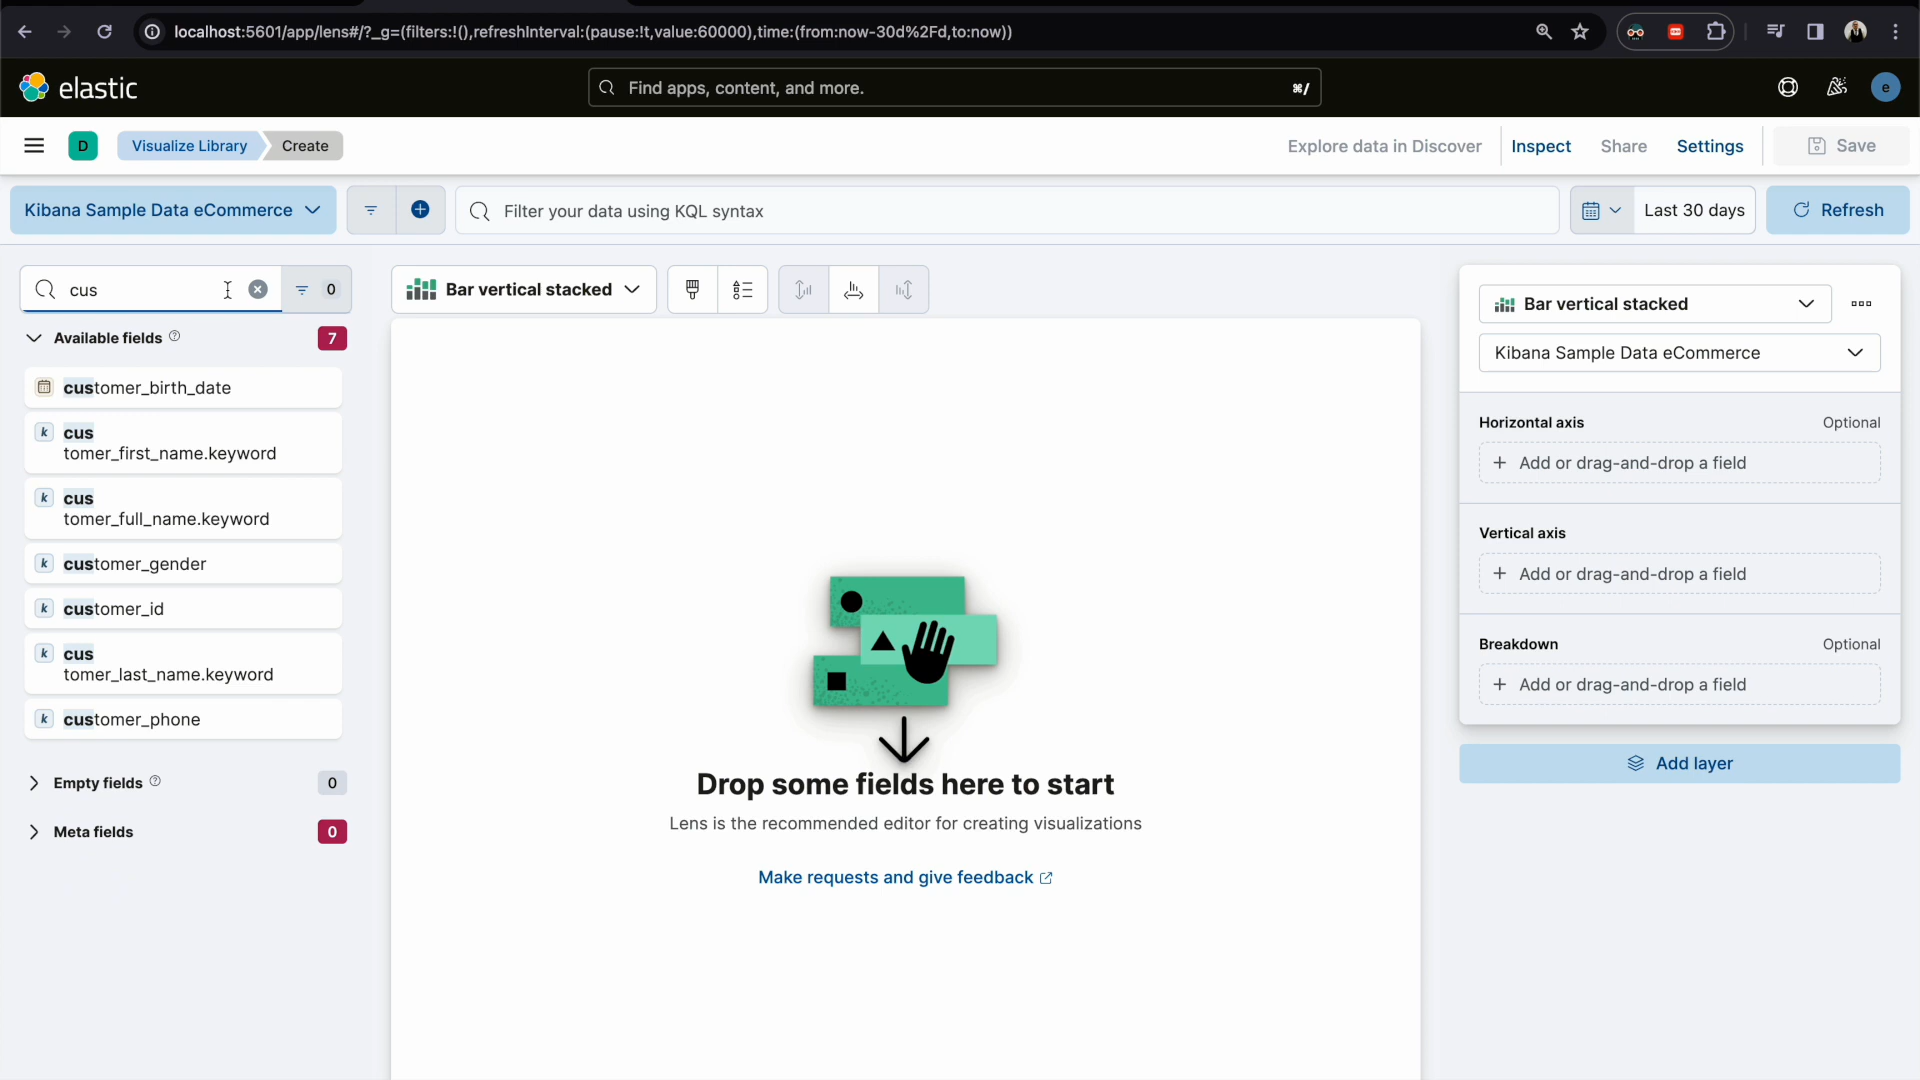 localhost:5601/app/lens#/?_g=(filters:!(),refreshInterval:(pause:!t,value:60000),time:(from:now-30d%2Fd,to:now))
elastic
Find apps, content, and more.
⌘/
e
D
Visualize Library
Create
Explore data in Discover
Inspect
Share
Settings
Save
Kibana Sample Data eCommerce
Filter your data using KQL syntax
Last 30 days
Refresh
cus
0
Bar vertical stacked
Available fields
7
customer_birth_date
k
cus
tomer_first_name.keyword
k
cus
tomer_full_name.keyword
k
customer_gender
k
customer_id
k
cus
tomer_last_name.keyword
k
customer_phone
Empty fields
0
Meta fields
0
Drop some fields here to start
Lens is the recommended editor for creating visualizations
Make requests and give feedback
Bar vertical stacked
Kibana Sample Data eCommerce
Horizontal axis
Optional
Add or drag-and-drop a field
Vertical axis
Add or drag-and-drop a field
Breakdown
Optional
Add or drag-and-drop a field
Add layer